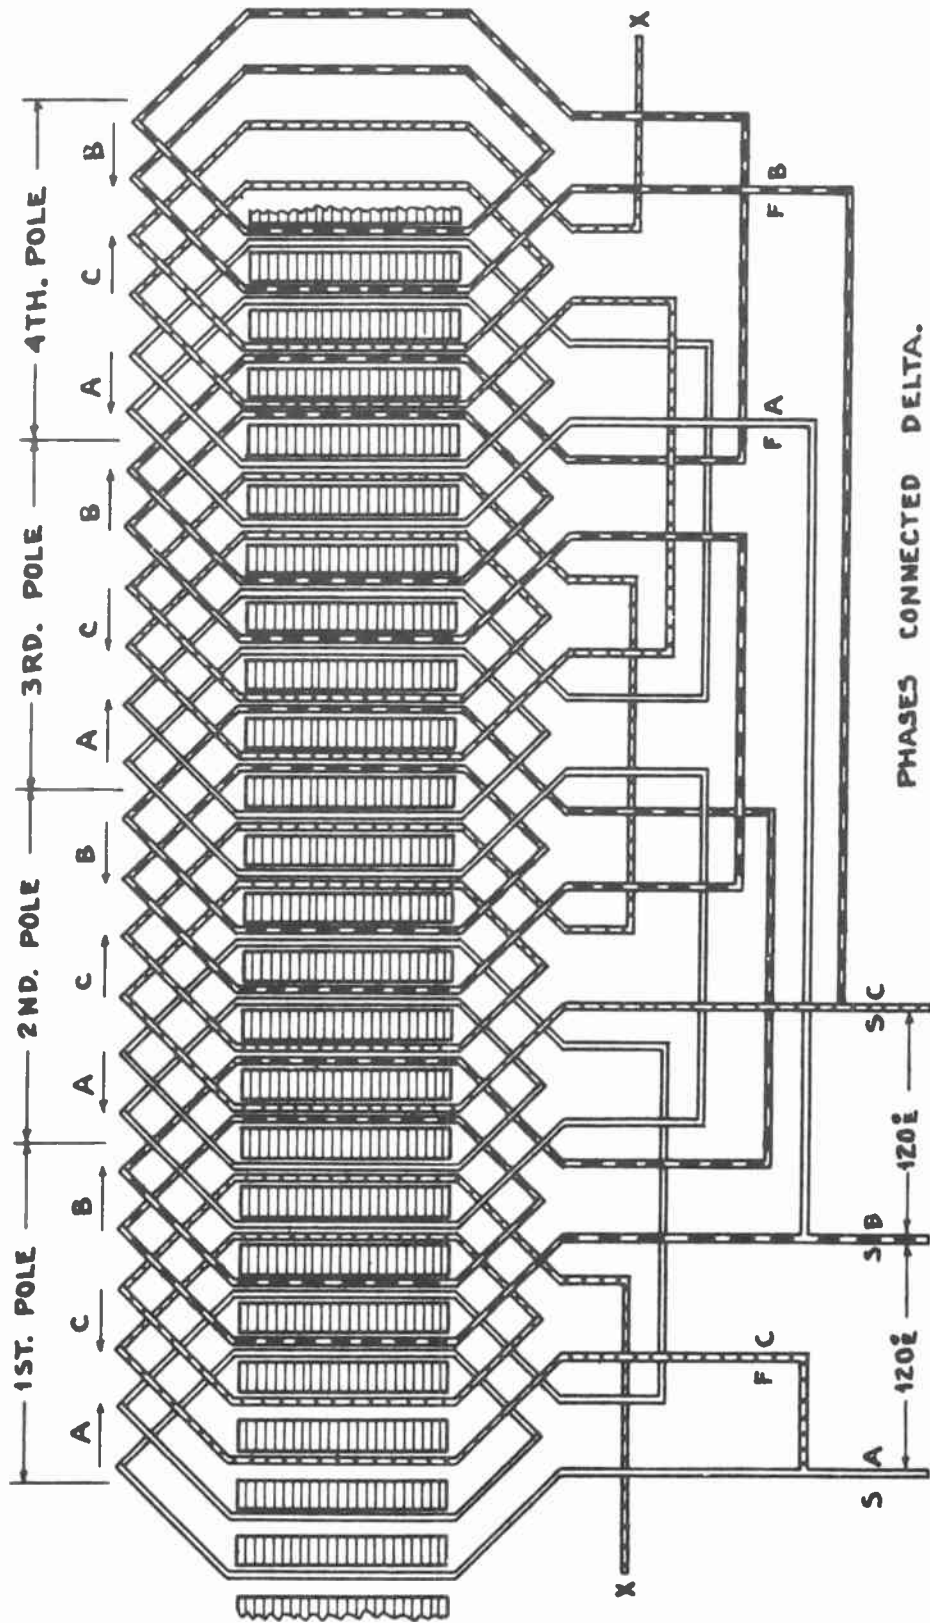 1ST. POLE 2ND. POLE 3RD. POLE 4TH. POLE
A C B A C B A C B A C B
X X
F C F A F B
S A S B S C
120°E 120°E
PHASES CONNECTED DELTA.